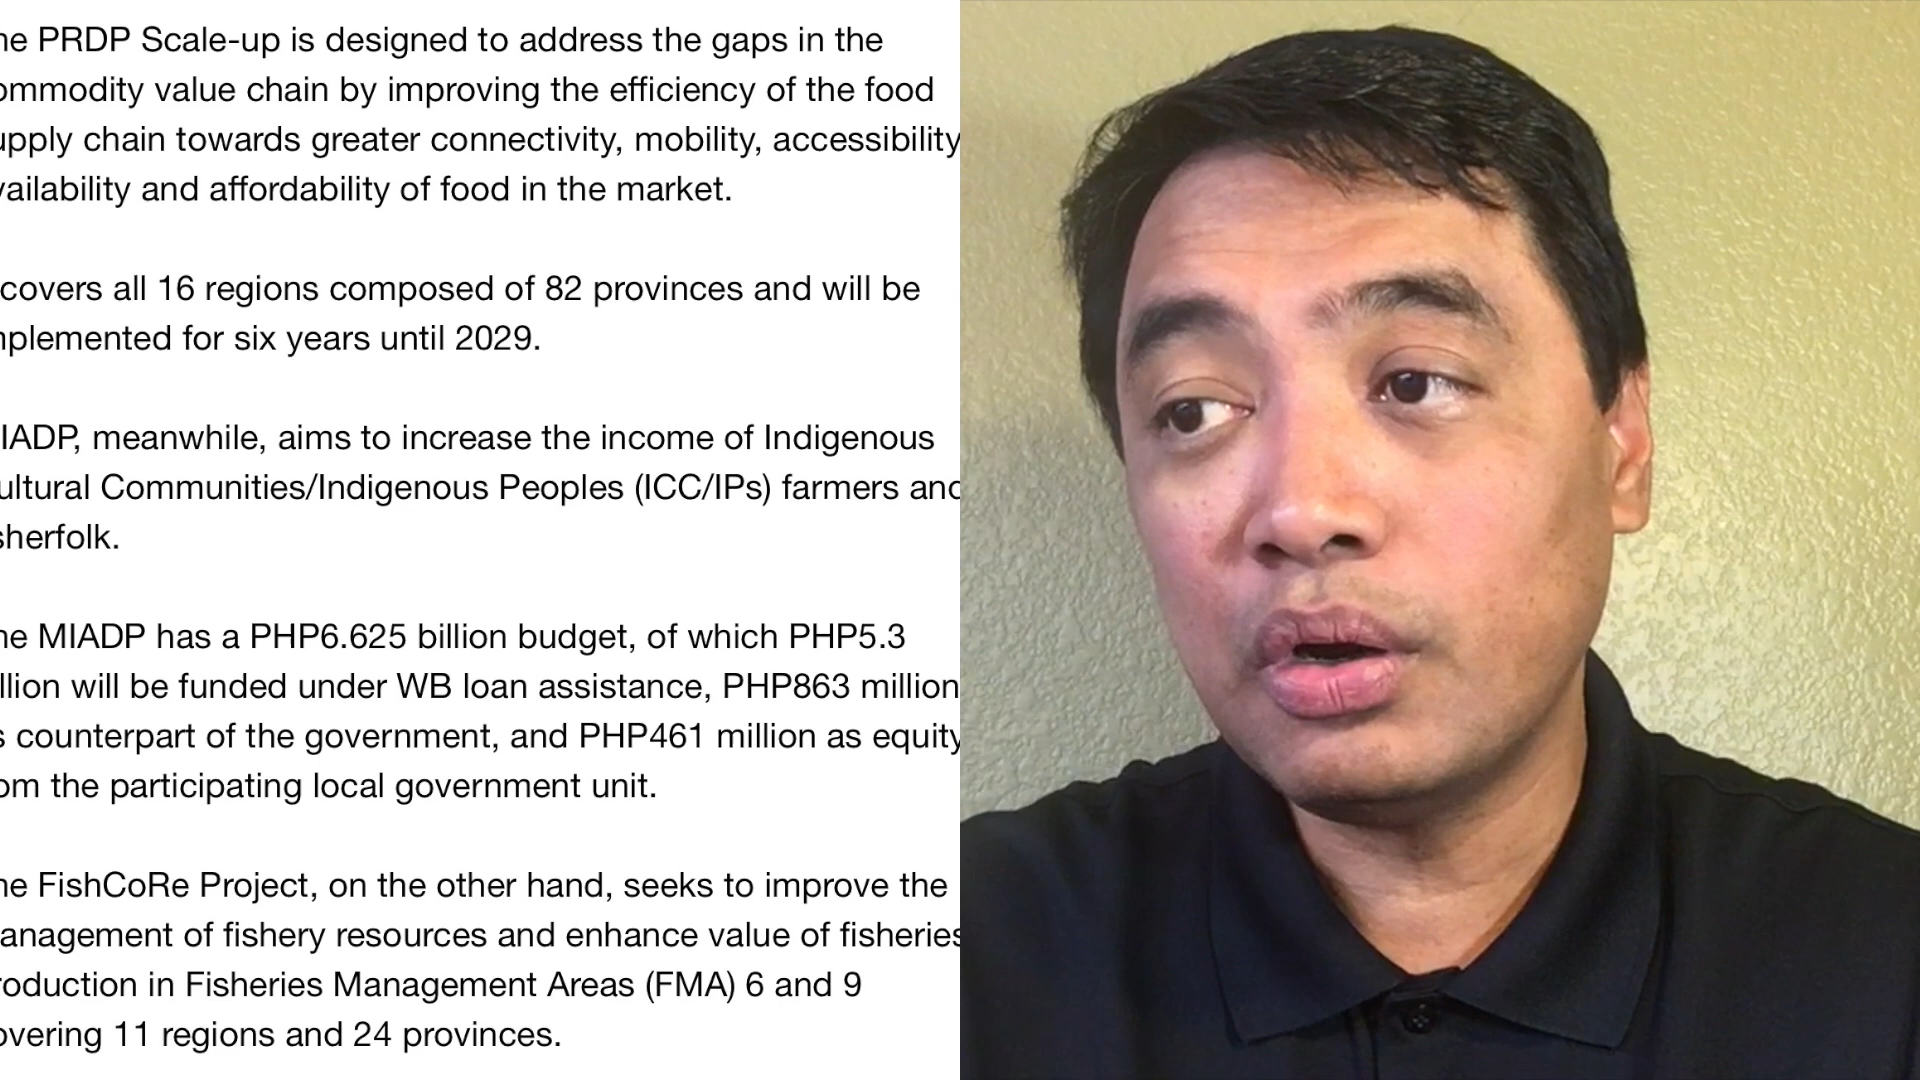 he PRDP Scale-up is designed to address the gaps in the
ommodity value chain by improving the efficiency of the food
upply chain towards greater connectivity, mobility, accessibility
vailability and affordability of food in the market.
covers all 16 regions composed of 82 provinces and will be
mplemented for six years until 2029.
IADP, meanwhile, aims to increase the income of Indigenous
ultural Communities/Indigenous Peoples (ICC/IPs) farmers and
sherfolk.
he MIADP has a PHP6.625 billion budget, of which PHP5.3
illion will be funded under WB loan assistance, PHP863 million
s counterpart of the government, and PHP461 million as equity
om the participating local government unit.
he FishCoRe Project, on the other hand, seeks to improve the
anagement of fishery resources and enhance value of fisheries
roduction in Fisheries Management Areas (FMA) 6 and 9
overing 11 regions and 24 provinces.